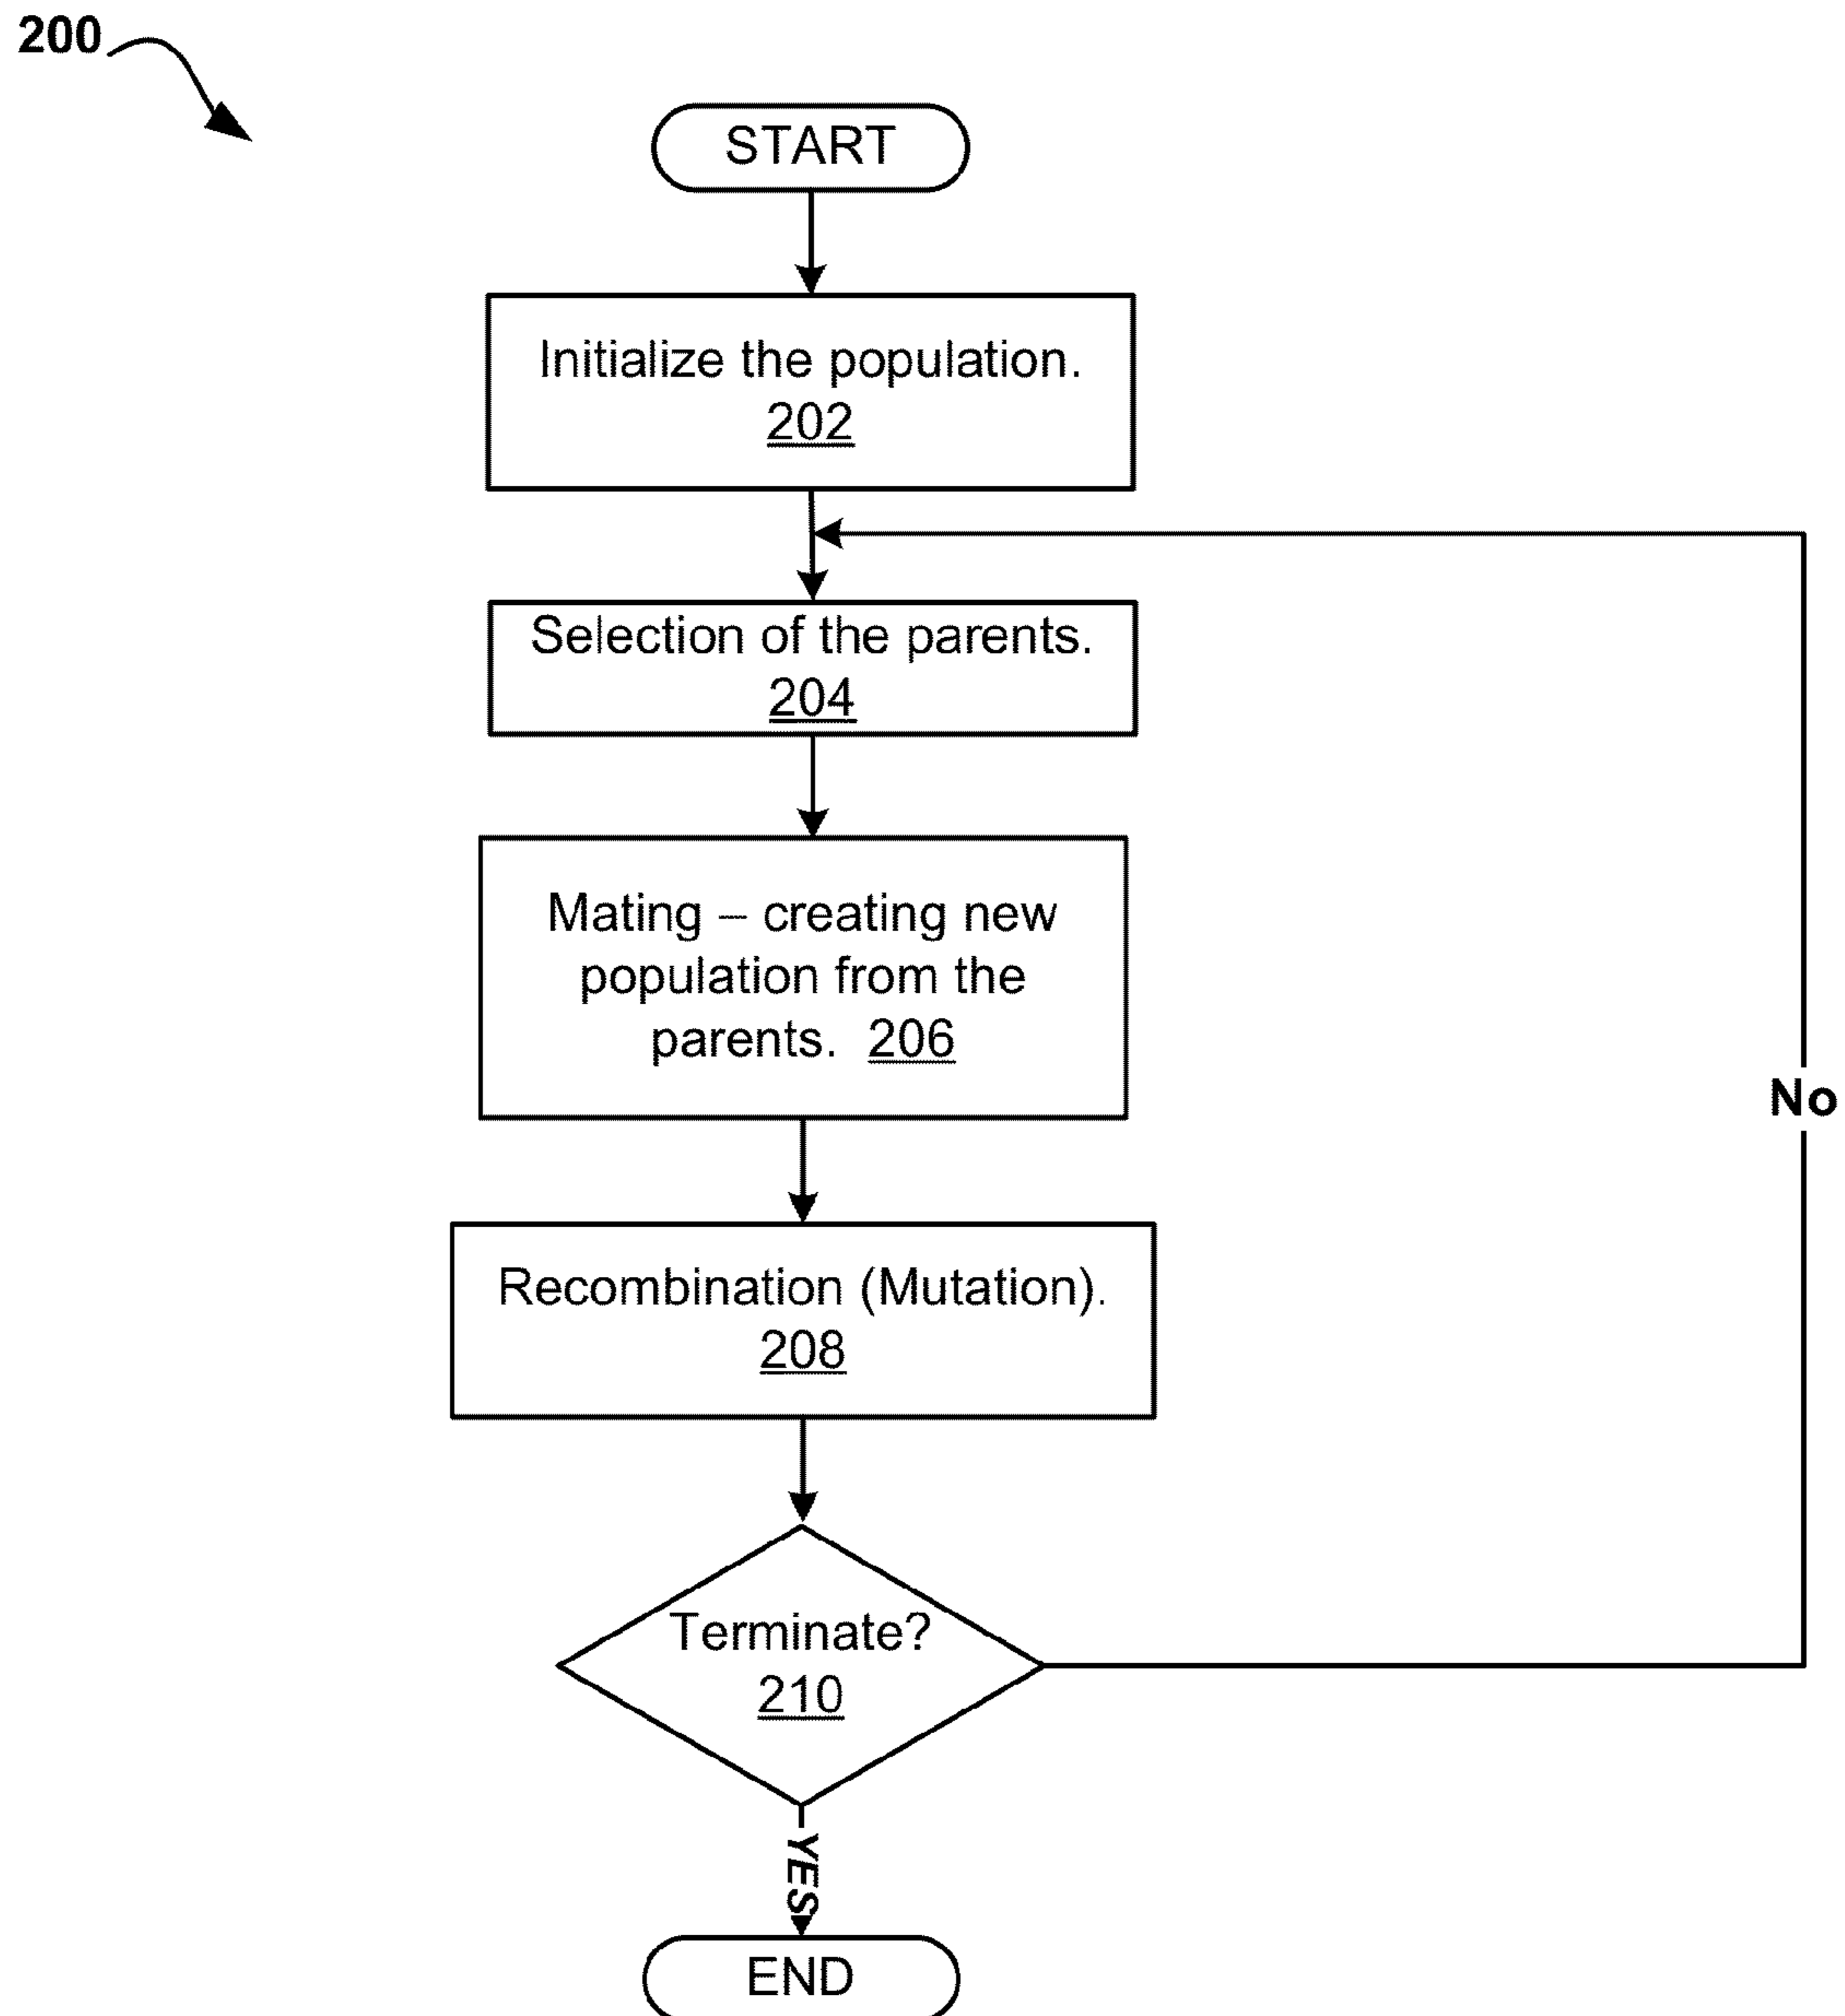 200
START
Initialize the population.
202
Selection of the parents.
204
Mating – creating new
population from the
parents. 206
No
Recombination (Mutation).
208
Terminate?
210
YES
END